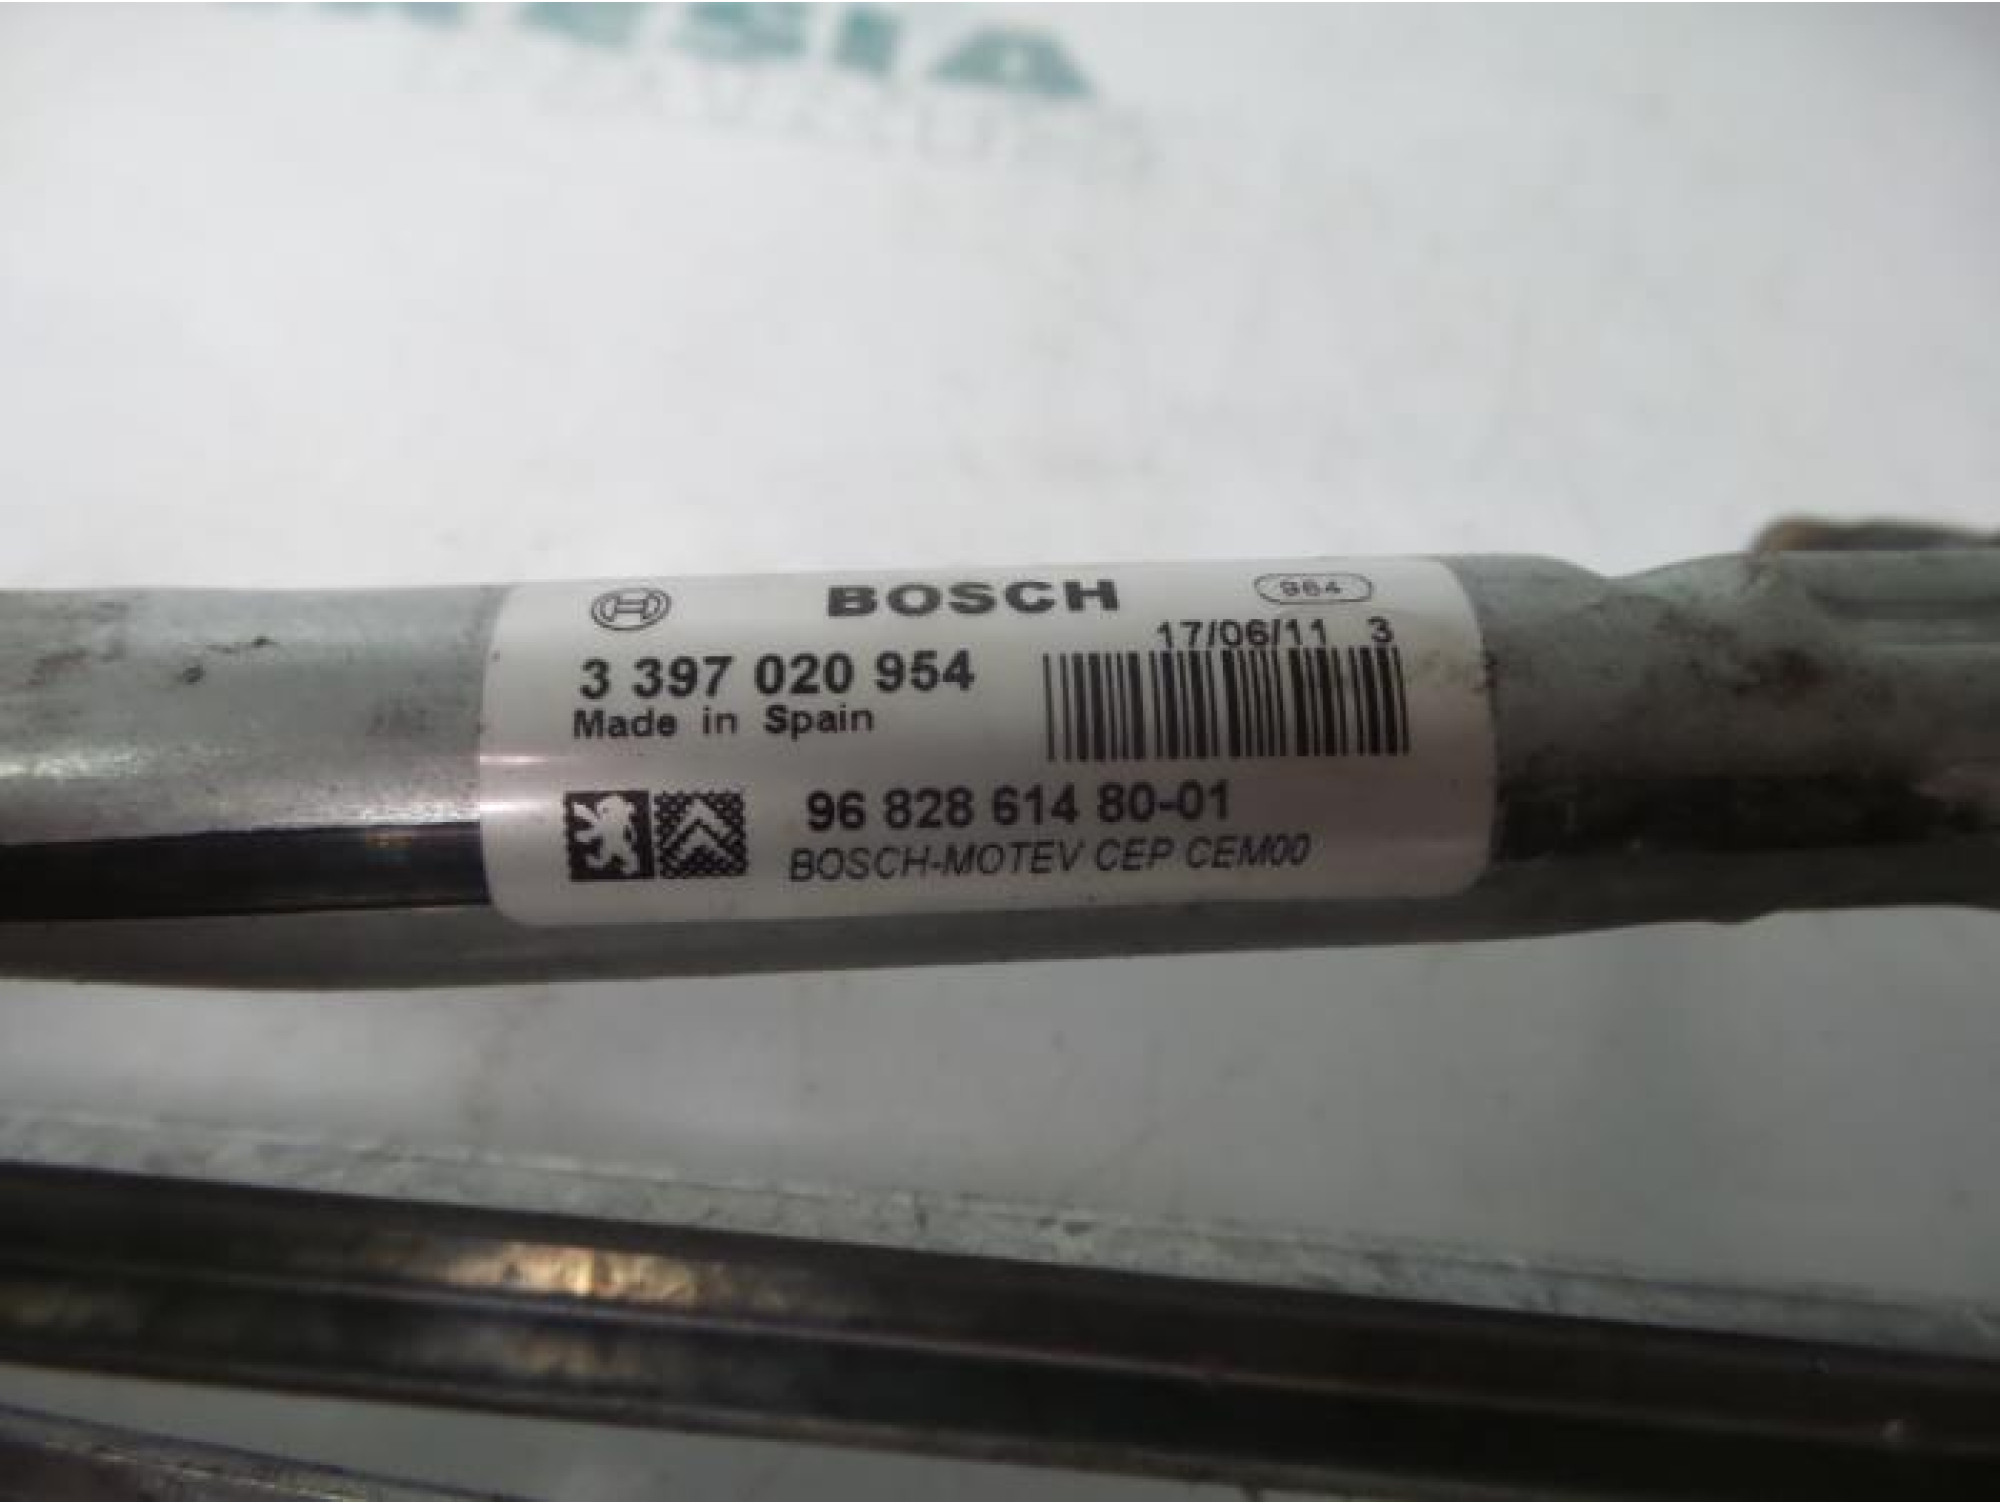 BOSCH 964
17/06/11 3
3 397 020 954
Made in Spain
96 828 614 80-01
BOSCH-MOTEV CEP CEM00